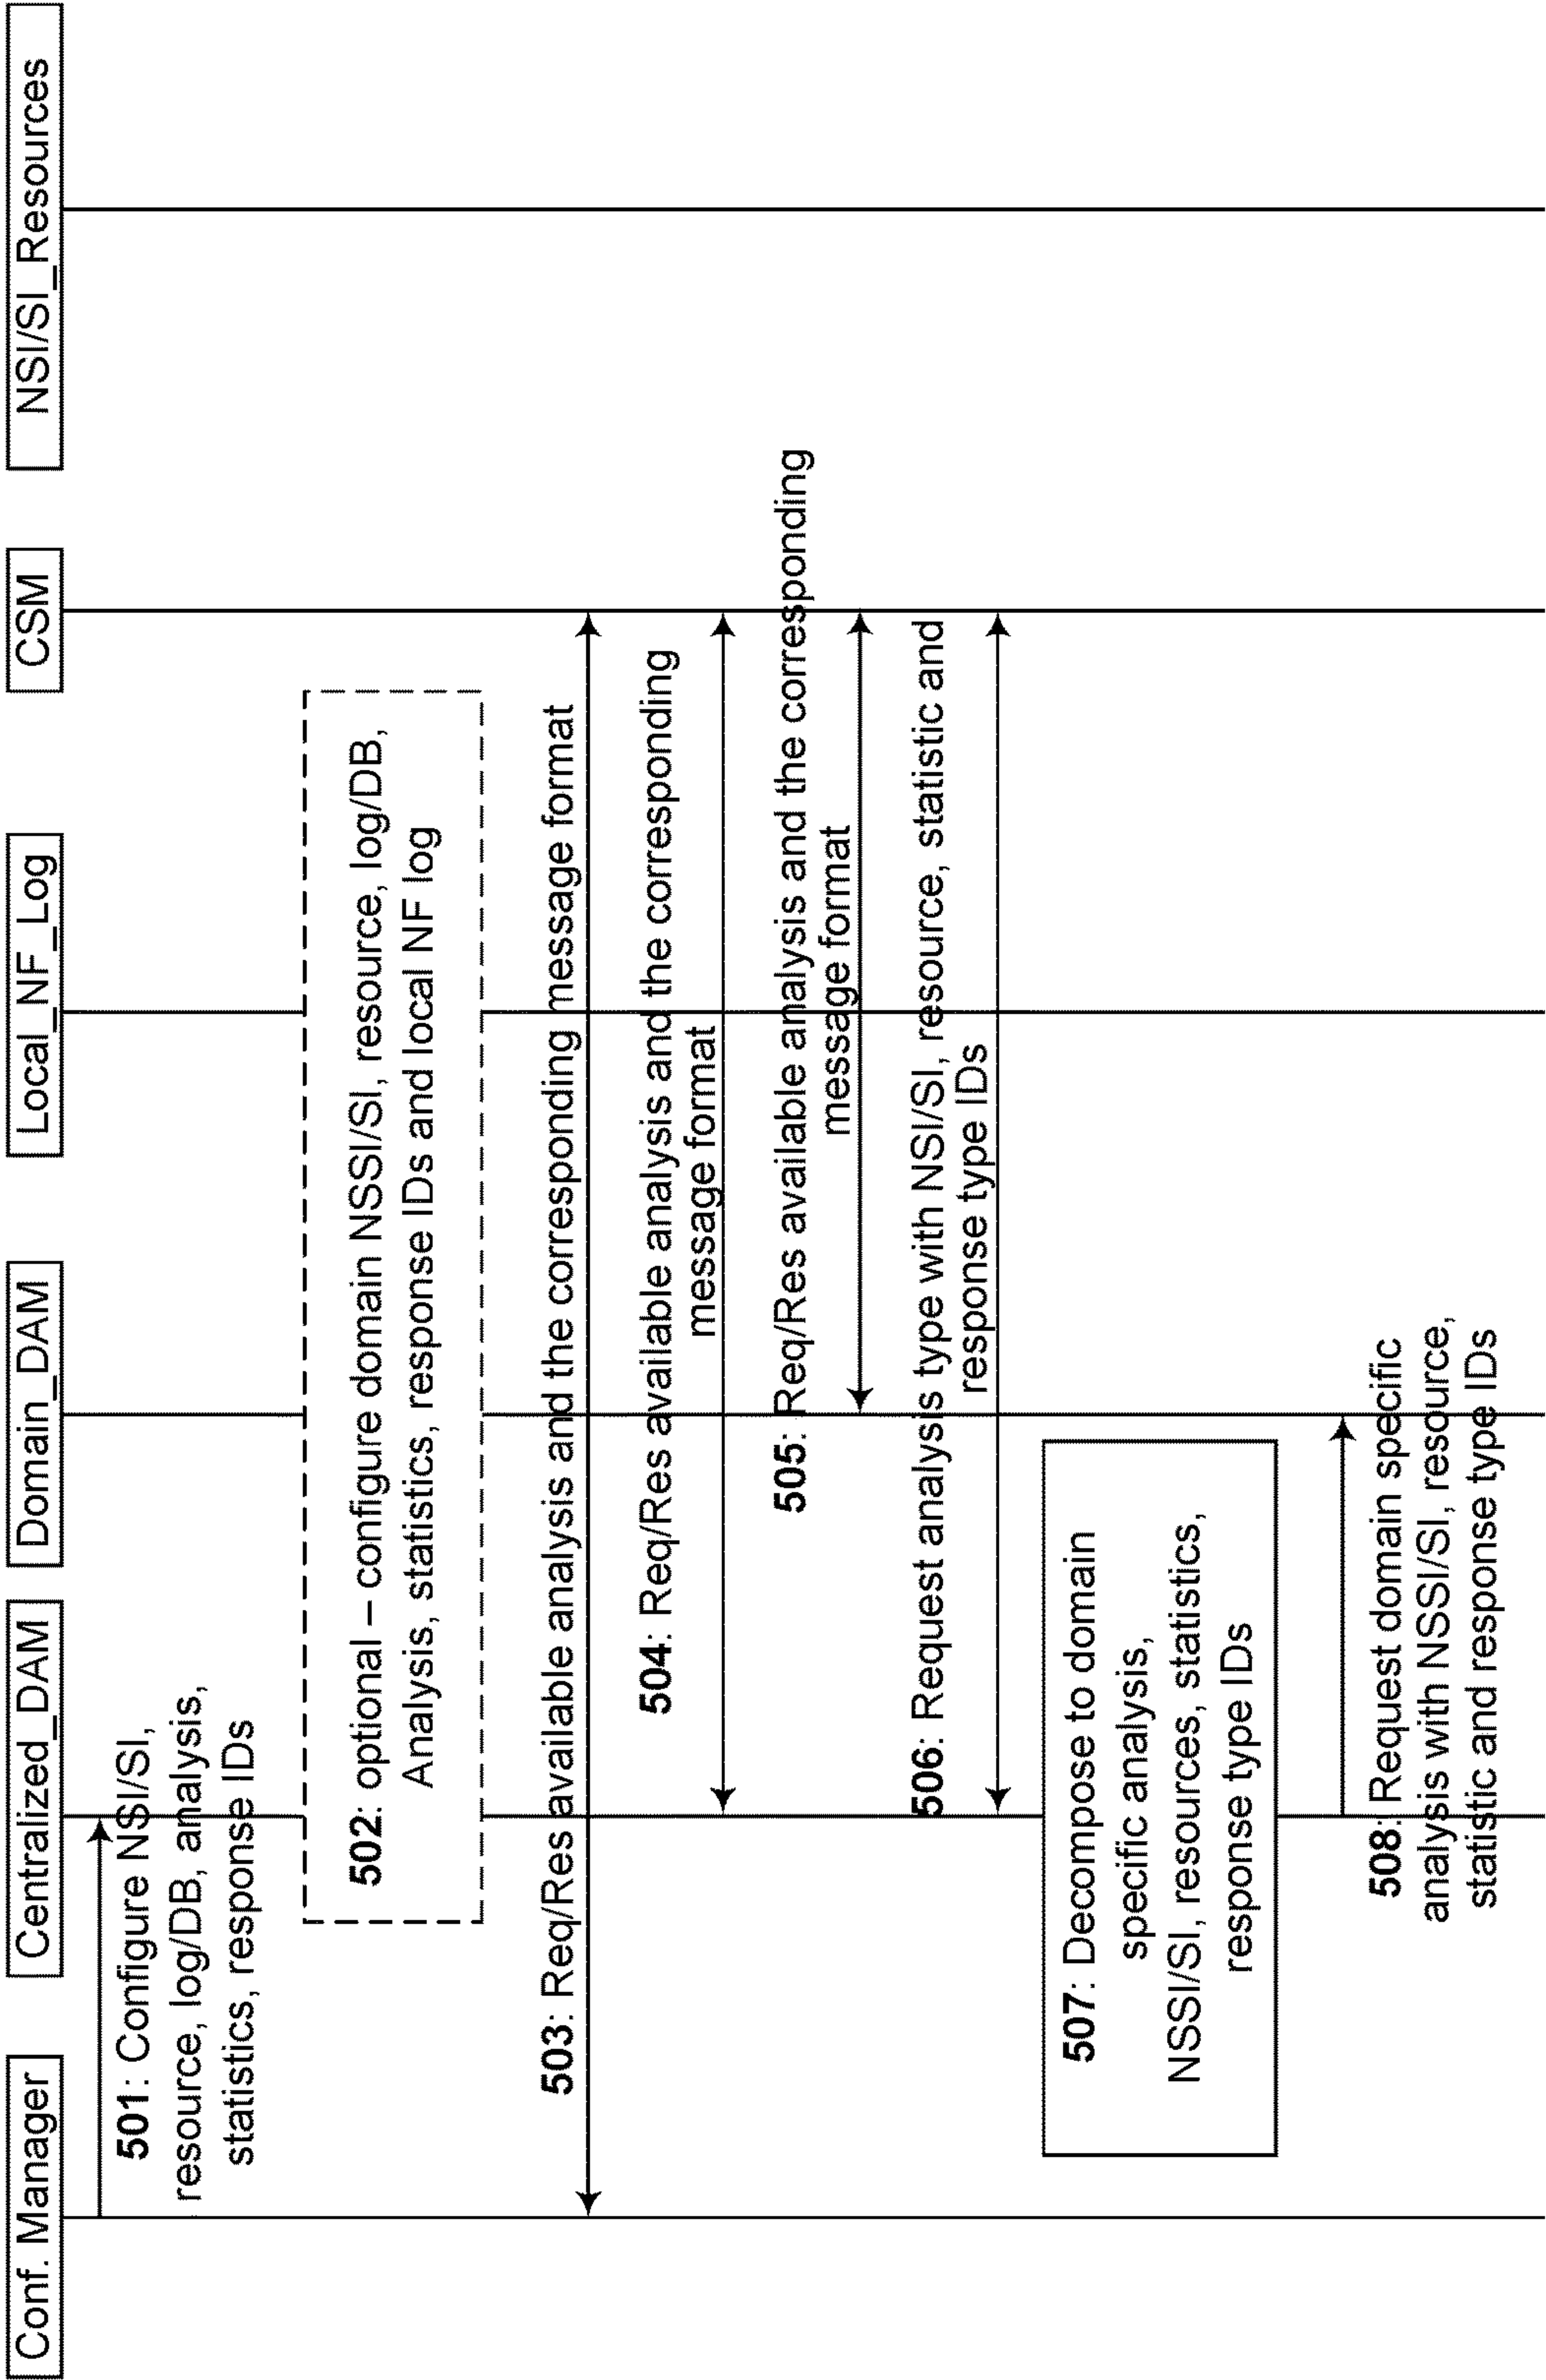 Conf. Manager
Centralized_DAM
Domain_DAM
Local_NF_Log
CSM
NSI/SI_Resources
501: Configure NSI/SI,
resource, log/DB, analysis,
statistics, response IDs
502: optional – configure domain NSSI/SI, resource, log/DB,
Analysis, statistics, response IDs and local NF log
503: Req/Res available analysis and the corresponding message format
504: Req/Res available analysis and the corresponding
message format
505: Req/Res available analysis and the corresponding
message format
506: Request analysis type with NSI/SI, resource, statistic and
response type IDs
507: Decompose to domain
specific analysis,
NSSI/SI, resources, statistics,
response type IDs
508: Request domain specific
analysis with NSSI/SI, resource,
statistic and response type IDs